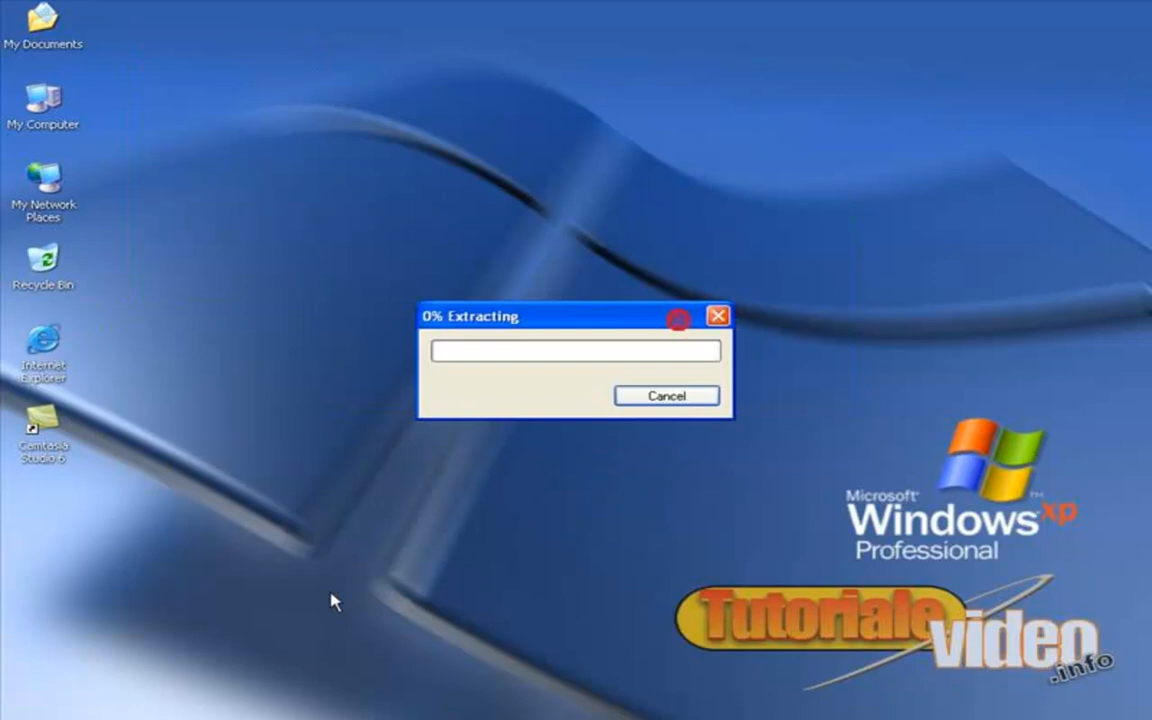 My Documents
My Computer
My Network
Places
Recycle Bin
Internet
Explorer
Camtasia
Studio 6
0% Extracting
Cancel
Microsoft
Windows xp
Professional
Tutoriale
video
.info